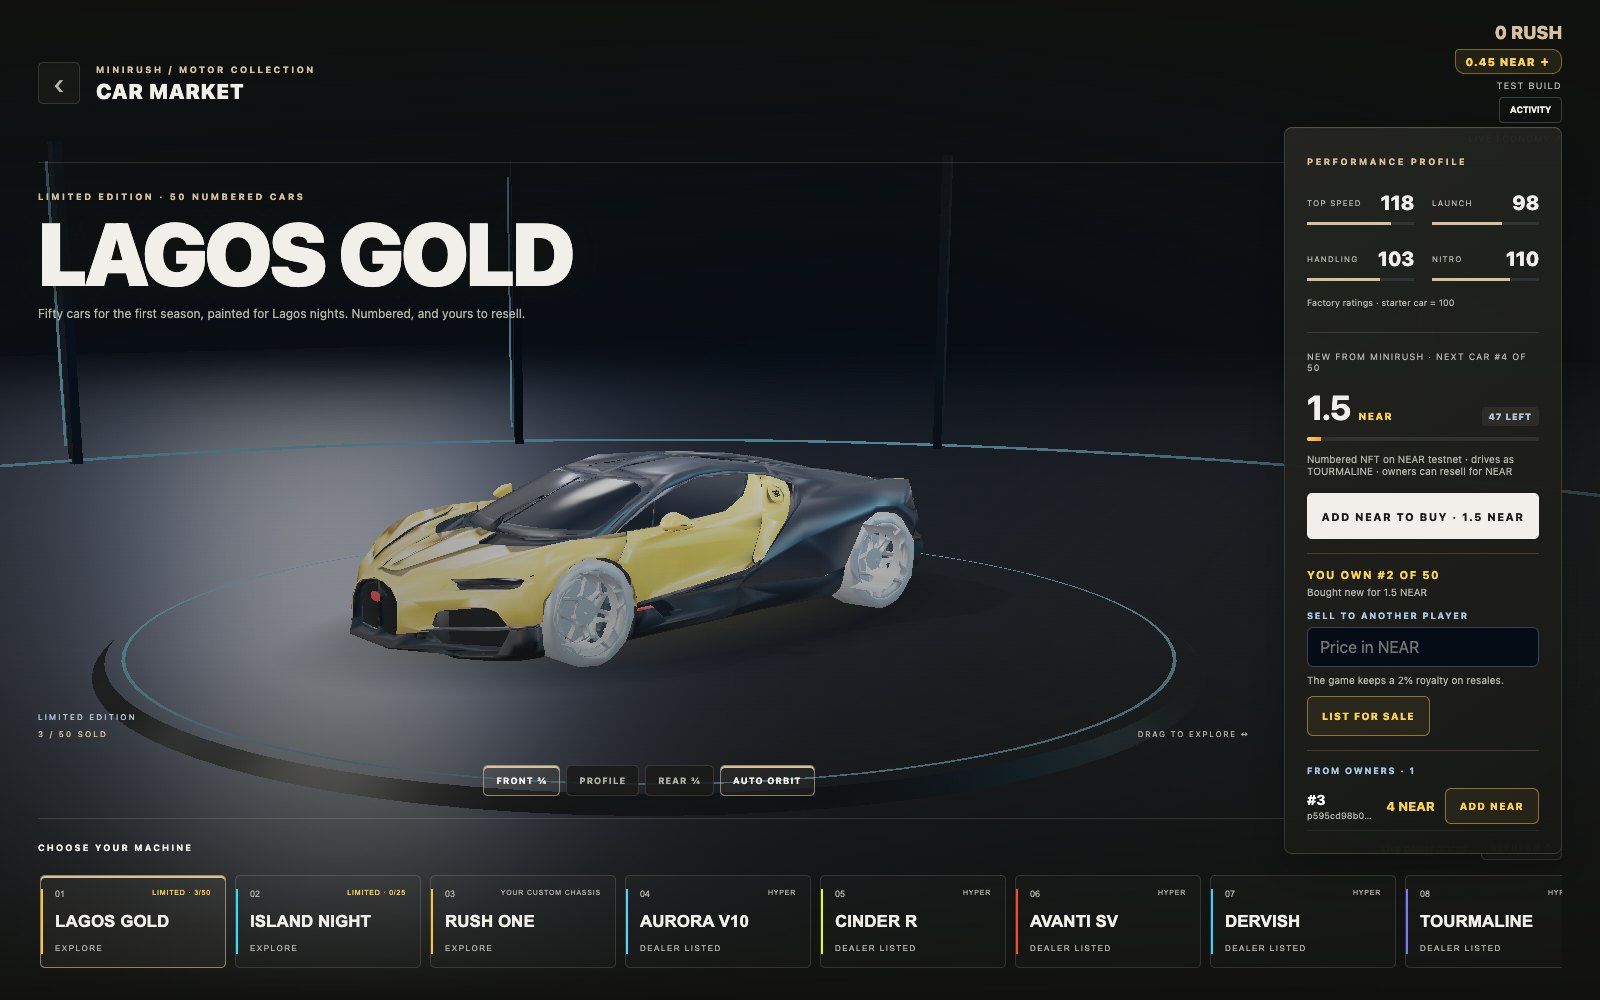 0 RUSH
0.45 NEAR +
TEST BUILD
ACTIVITY
‹
MINIRUSH / MOTOR COLLECTION
CAR MARKET
LIMITED EDITION · 50 NUMBERED CARS
LAGOS GOLD
Fifty cars for the first season, painted for Lagos nights. Numbered, and yours to resell.
PERFORMANCE PROFILE
TOP SPEED 118
LAUNCH 98
HANDLING 103
NITRO 110
Factory ratings · starter car = 100
NEW FROM MINIRUSH · NEXT CAR #4 OF
50
1.5 NEAR
47 LEFT
Numbered NFT on NEAR testnet · drives as
TOURMALINE · owners can resell for NEAR
ADD NEAR TO BUY · 1.5 NEAR
YOU OWN #2 OF 50
Bought new for 1.5 NEAR
SELL TO ANOTHER PLAYER
Price in NEAR
The game keeps a 2% royalty on resales.
LIST FOR SALE
FROM OWNERS · 1
#3
p595cd98b0...
4 NEAR
ADD NEAR
LIMITED EDITION
3 / 50 SOLD
DRAG TO EXPLORE ↔
FRONT ¾
PROFILE
REAR ¾
AUTO ORBIT
CHOOSE YOUR MACHINE
01 LIMITED · 3/50
LAGOS GOLD
EXPLORE
02 LIMITED · 0/25
ISLAND NIGHT
EXPLORE
03 YOUR CUSTOM CHASSIS
RUSH ONE
EXPLORE
04 HYPER
AURORA V10
DEALER LISTED
05 HYPER
CINDER R
DEALER LISTED
06 HYPER
AVANTI SV
DEALER LISTED
07 HYPER
DERVISH
DEALER LISTED
08
TOURMALINE
DEALER LISTED